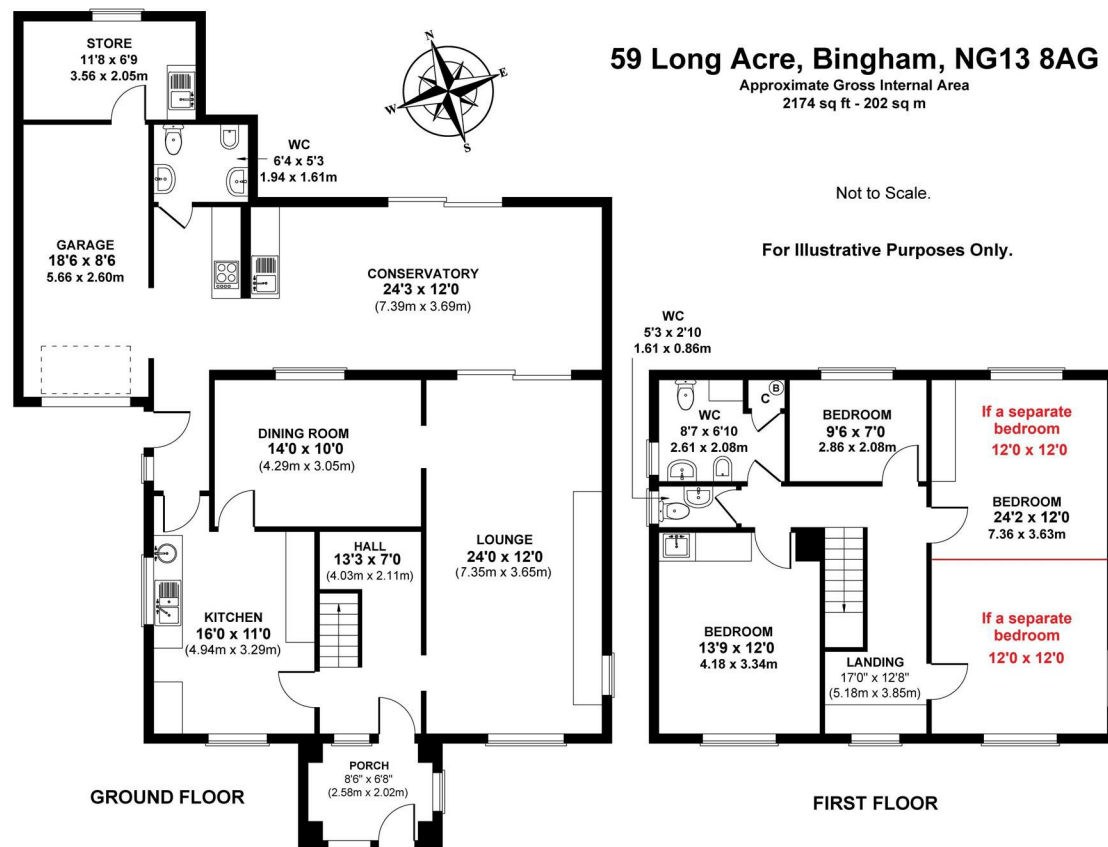 59 Long Acre, Bingham, NG13 8AG
Approximate Gross Internal Area
2174 sq ft - 202 sq m
Not to Scale.
For Illustrative Purposes Only.
N
E
S
W
STORE
11'8 x 6'9
3.56 x 2.05m
WC
6'4 x 5'3
1.94 x 1.61m
GARAGE
18'6 x 8'6
5.66 x 2.60m
CONSERVATORY
24'3 x 12'0
(7.39m x 3.69m)
DINING ROOM
14'0 x 10'0
(4.29m x 3.05m)
LOUNGE
24'0 x 12'0
(7.35m x 3.65m)
HALL
13'3 x 7'0
(4.03m x 2.11m)
KITCHEN
16'0 x 11'0
(4.94m x 3.29m)
PORCH
8'6" x 6'8"
(2.58m x 2.02m)
GROUND FLOOR
WC
5'3 x 2'10
1.61 x 0.86m
WC
8'7 x 6'10
2.61 x 2.08m
B
C
BEDROOM
9'6 x 7'0
2.86 x 2.08m
If a separate
bedroom
12'0 x 12'0
BEDROOM
24'2 x 12'0
7.36 x 3.63m
If a separate
bedroom
12'0 x 12'0
BEDROOM
13'9 x 12'0
4.18 x 3.34m
LANDING
17'0" x 12'8"
(5.18m x 3.85m)
FIRST FLOOR